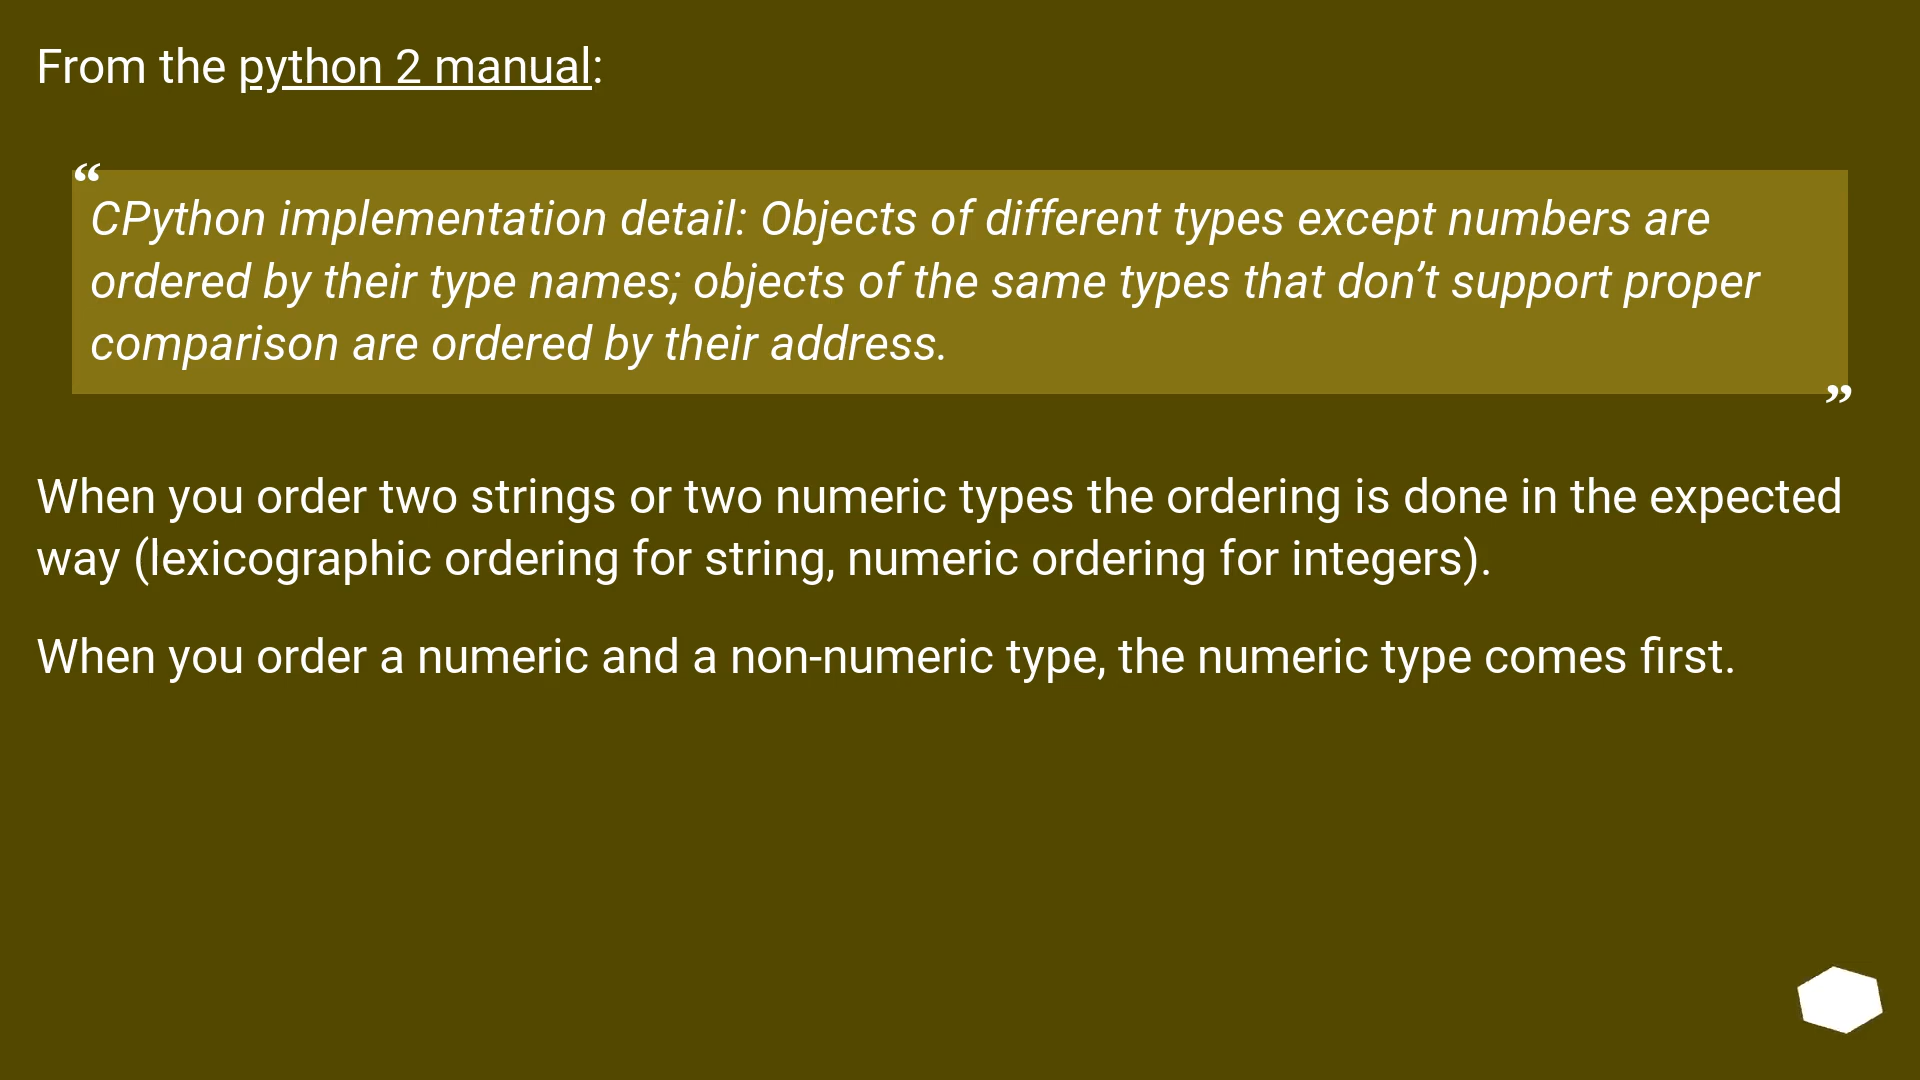 From the python 2 manual:
“
CPython implementation detail: Objects of different types except numbers are
ordered by their type names; objects of the same types that don’t support proper
comparison are ordered by their address.
”
When you order two strings or two numeric types the ordering is done in the expected
way (lexicographic ordering for string, numeric ordering for integers).
When you order a numeric and a non-numeric type, the numeric type comes first.